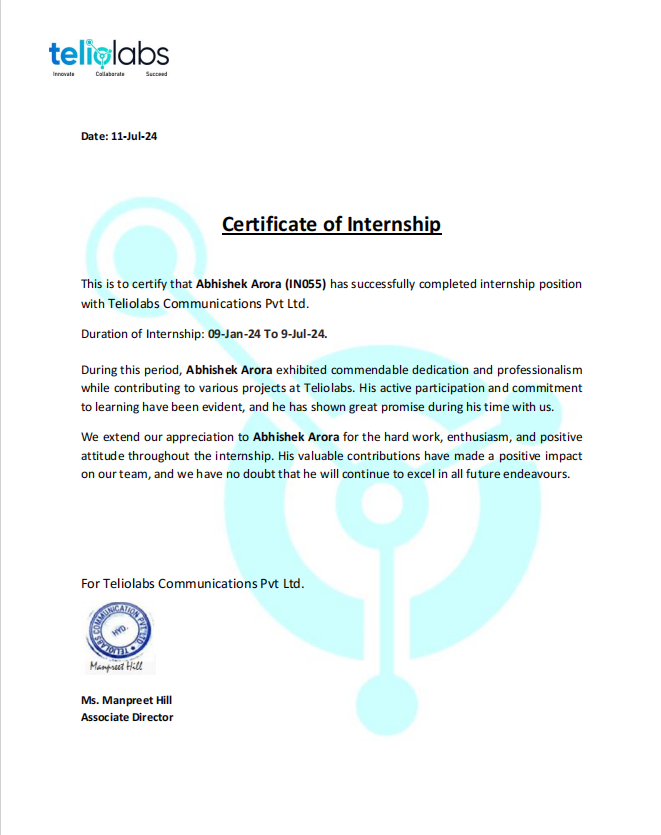 teliolabs
Innovate Collaborate Succeed
Date: 11-Jul-24
Certificate of Internship
This is to certify that Abhishek Arora (IN055) has successfully completed internship position
with Teliolabs Communications Pvt Ltd.
Duration of Internship: 09-Jan-24 To 9-Jul-24.
During this period, Abhishek Arora exhibited commendable dedication and professionalism
while contributing to various projects at Teliolabs. His active participation and commitment
to learning have been evident, and he has shown great promise during his time with us.
We extend our appreciation to Abhishek Arora for the hard work, enthusiasm, and positive
attitude throughout the internship. His valuable contributions have made a positive impact
on our team, and we have no doubt that he will continue to excel in all future endeavours.
For Teliolabs Communications Pvt Ltd.
TELIOLABS COMMUNICATION PVT LTD
HYD.
Manpreet Hill
Ms. Manpreet Hill
Associate Director